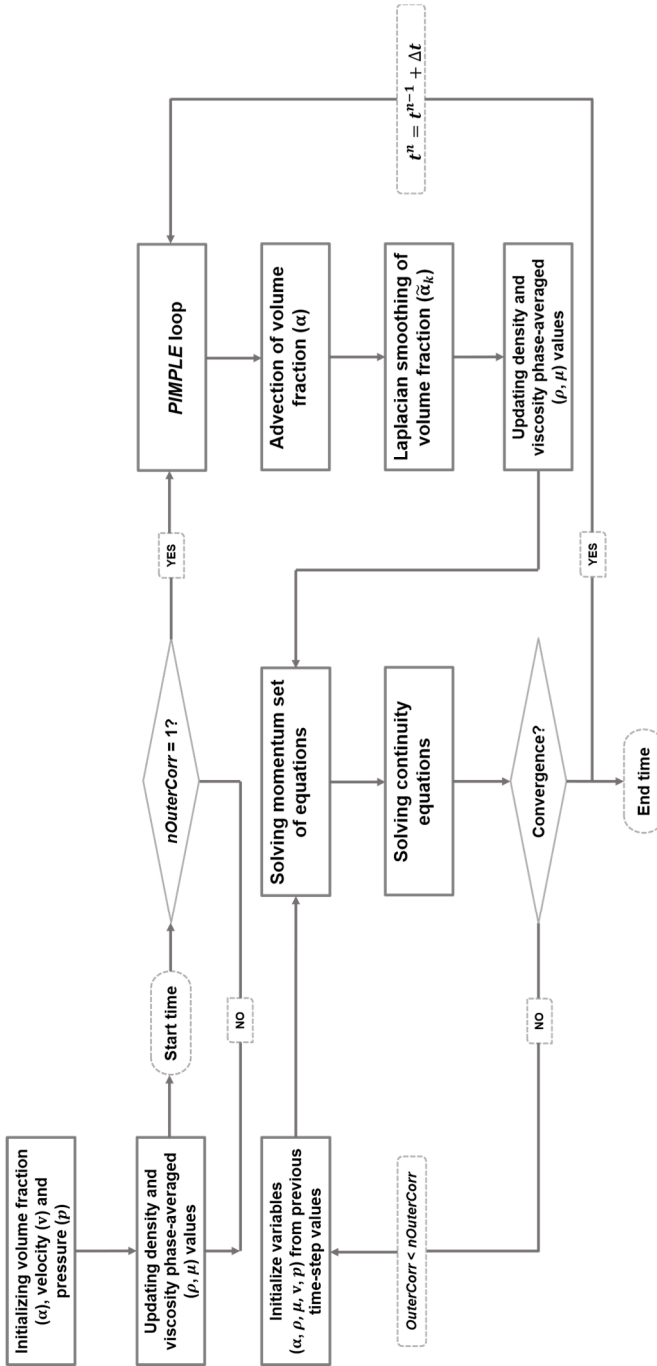 Initializing volume fraction
(α), velocity (v) and
pressure (p)
Updating density and
viscosity phase-averaged
(ρ, μ) values
Start time
nOuterCorr = 1?
YES
NO
PIMPLE loop
Advection of volume
fraction (α)
Laplacian smoothing of
volume fraction (α̃ₖ)
Updating density and
viscosity phase-averaged
(ρ, μ) values
Initialize variables
(α, ρ, μ, v, p) from previous
time-step values
Solving momentum set
of equations
Solving continuity
equations
Convergence?
NO
OuterCorr < nOuterCorr
YES
tⁿ = tⁿ⁻¹ + Δt
End time